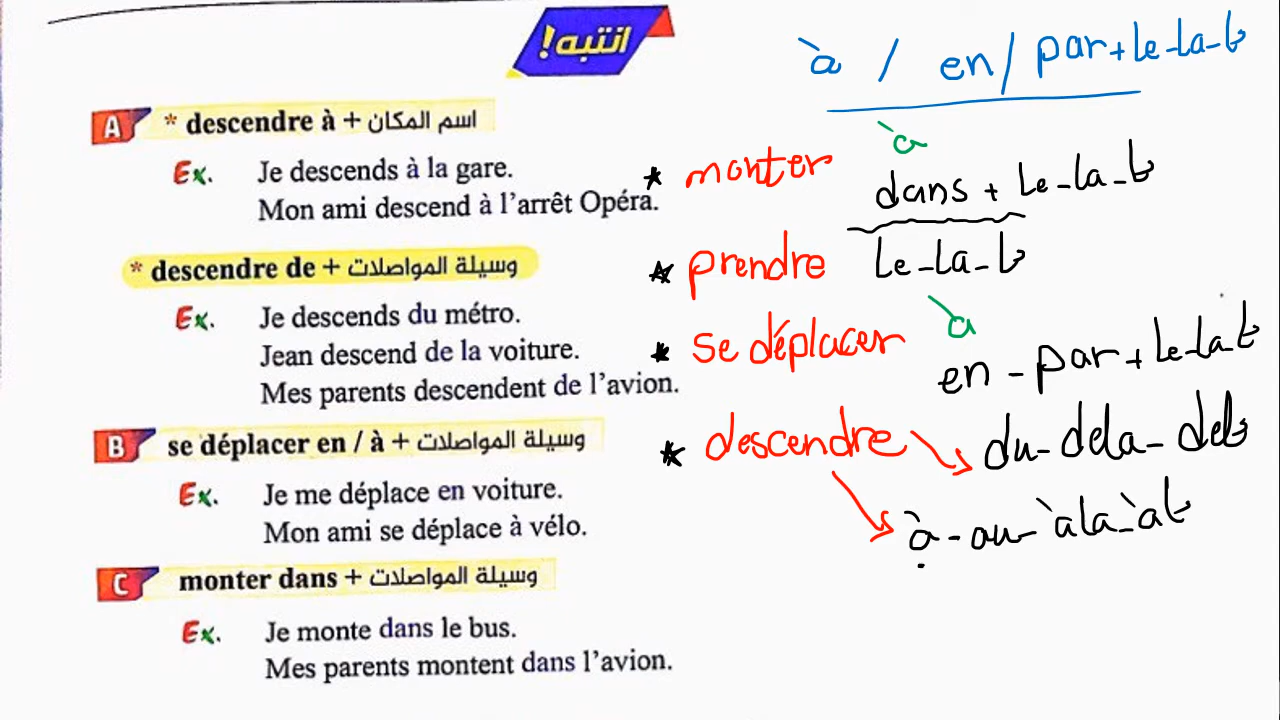 انتبه!
A * descendre à + اسم المكان
Ex. Je descends à la gare.
Mon ami descend à l'arrêt Opéra.
* descendre de + وسيلة المواصلات
Ex. Je descends du métro.
Jean descend de la voiture.
Mes parents descendent de l'avion.
B se déplacer en / à + وسيلة المواصلات
Ex. Je me déplace en voiture.
Mon ami se déplace à vélo.
C monter dans + وسيلة المواصلات
Ex. Je monte dans le bus.
Mes parents montent dans l'avion.
à / en / par + le - la - l'
à
* monter dans + le - la - l'
* prendre le - la - l'
à
* se déplacer en - par + le - la - l'
* descendre du - de la - de l'
à - au - à la - à l'